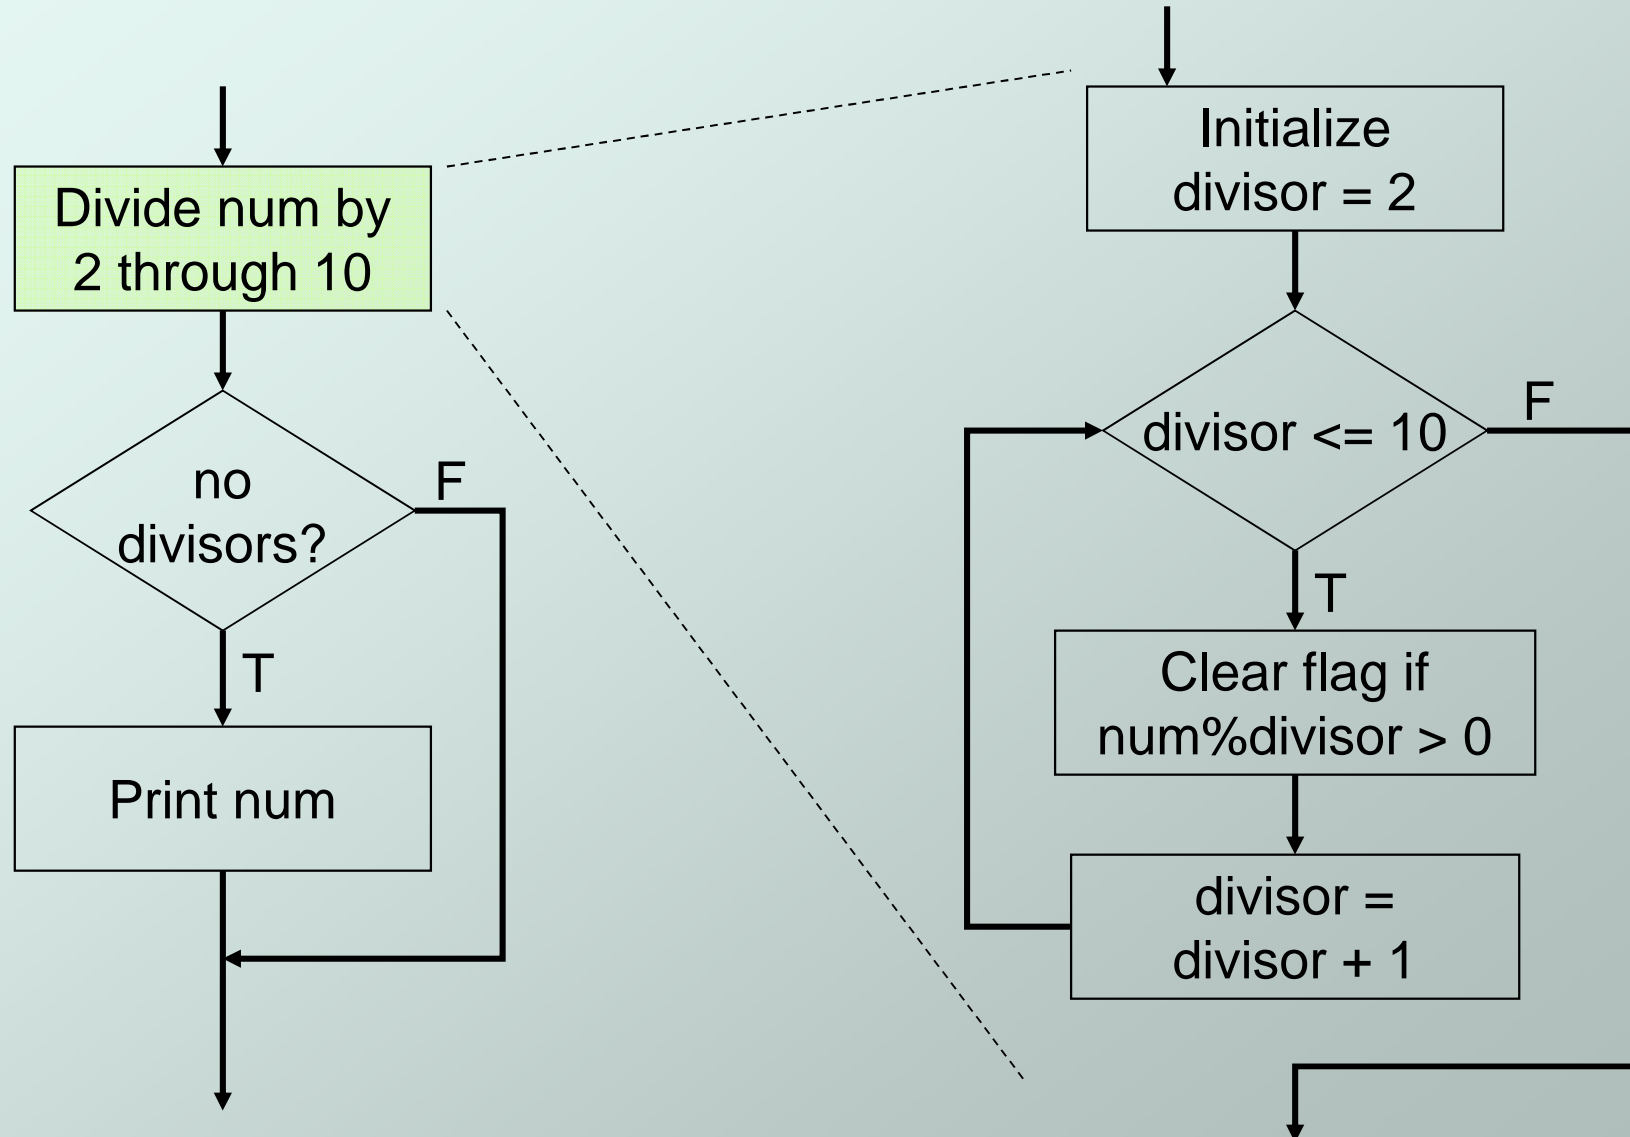 Divide num by
2 through 10
no
divisors?
F
T
Print num
Initialize
divisor = 2
divisor <= 10
F
T
Clear flag if
num%divisor > 0
divisor =
divisor + 1